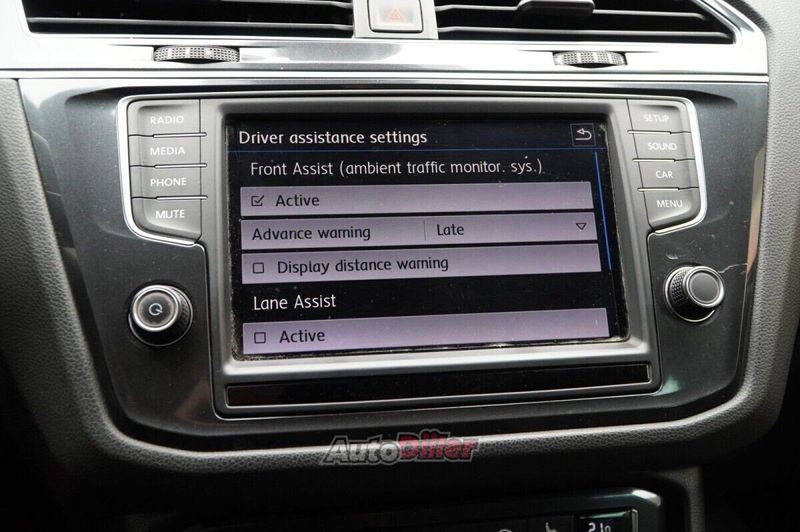 RADIO
MEDIA
PHONE
MUTE
Driver assistance settings
Front Assist (ambient traffic monitor. sys.)
Active
Advance warning Late
Display distance warning
Lane Assist
Active
SETUP
SOUND
CAR
MENU
AutoDiller